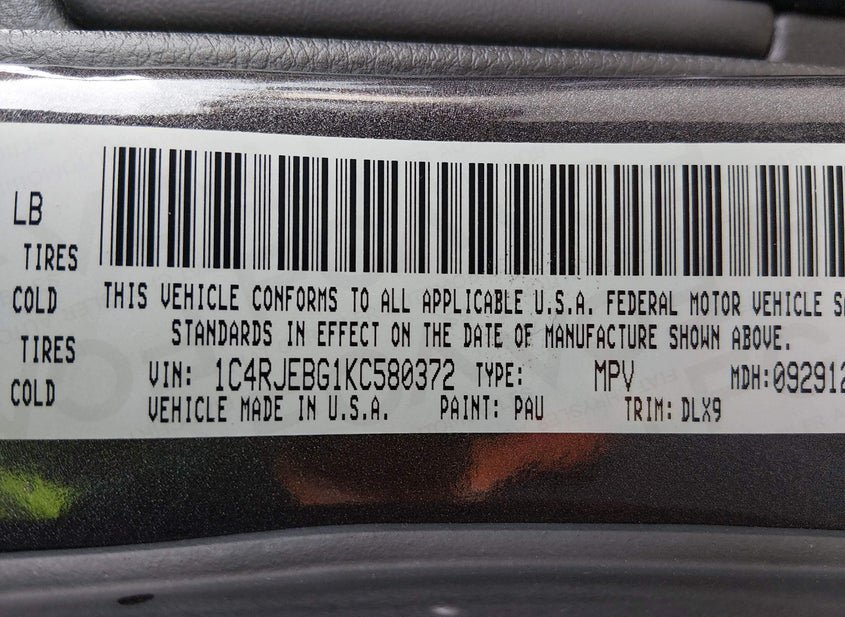 LB
TIRES
COLD
TIRES
COLD
THIS VEHICLE CONFORMS TO ALL APPLICABLE U.S.A. FEDERAL MOTOR VEHICLE
STANDARDS IN EFFECT ON THE DATE OF MANUFACTURE SHOWN ABOVE.
VIN: 1C4RJEBG1KC580372 TYPE: MPV MDH: 092912
VEHICLE MADE IN U.S.A. PAINT: PAU TRIM: DLX9